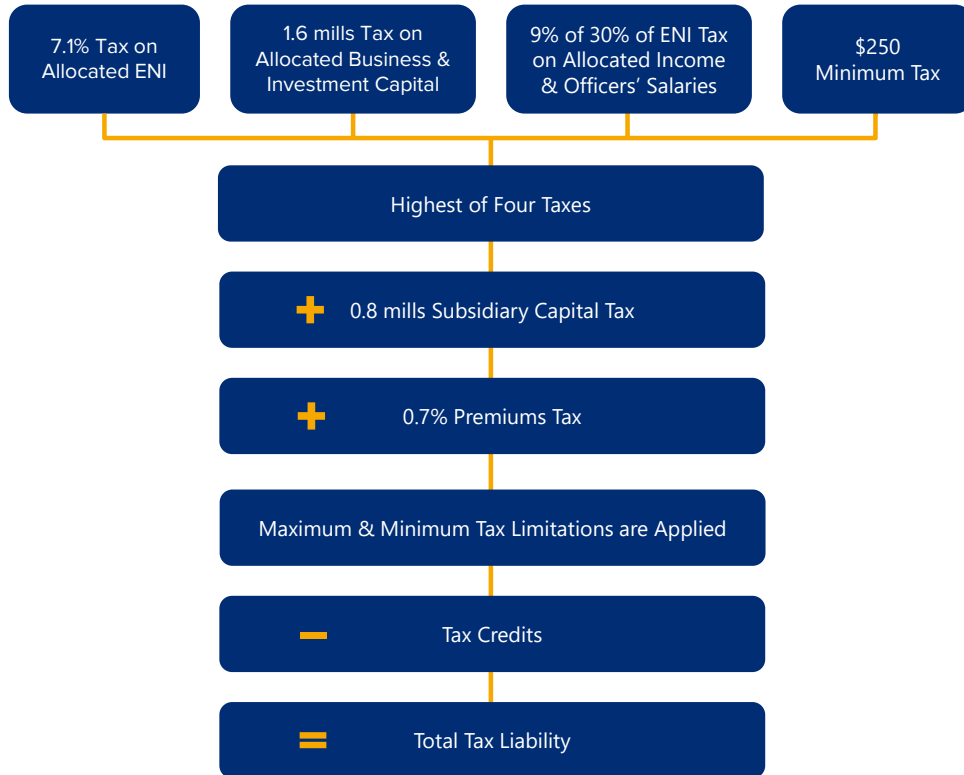 7.1% Tax on
Allocated ENI
1.6 mills Tax on
Allocated Business &
Investment Capital
9% of 30% of ENI Tax
on Allocated Income
& Officers’ Salaries
$250
Minimum Tax
Highest of Four Taxes
+ 0.8 mills Subsidiary Capital Tax
+ 0.7% Premiums Tax
Maximum & Minimum Tax Limitations are Applied
− Tax Credits
= Total Tax Liability